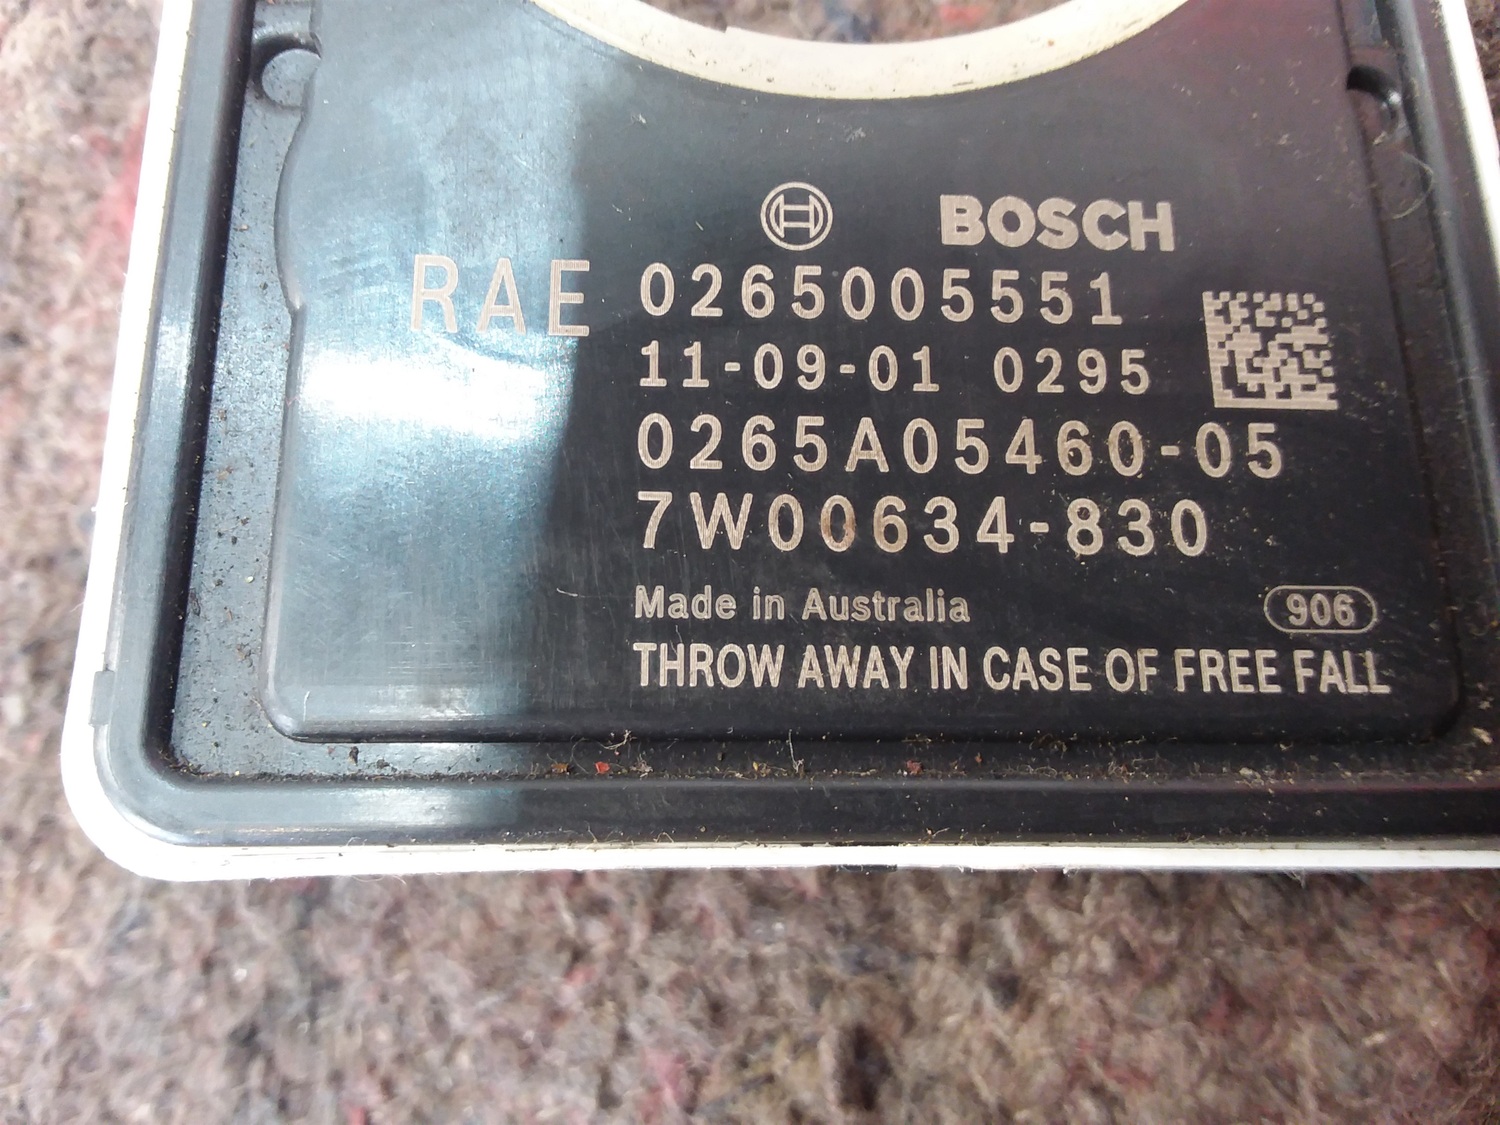 BOSCH
RAE 0265005551
11-09-01 0295
0265A05460-05
7W00634-830
Made in Australia 906
THROW AWAY IN CASE OF FREE FALL